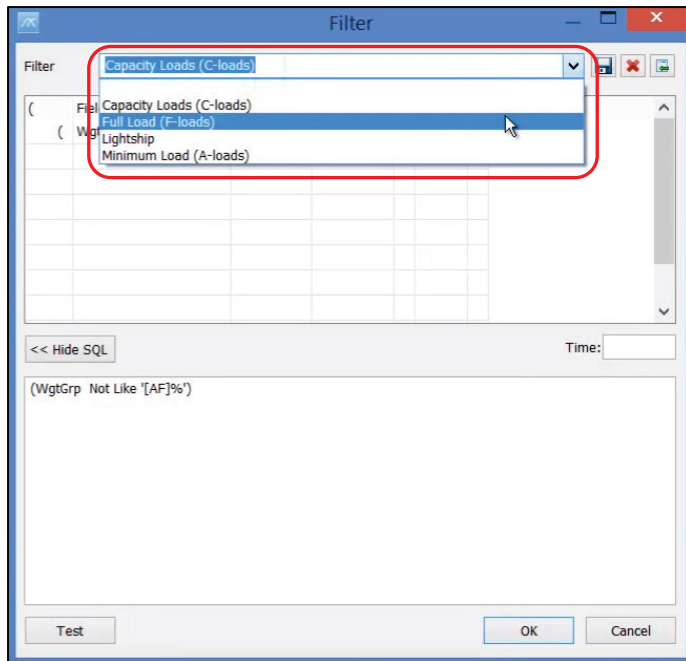 Filter
Filter
Capacity Loads (C-loads)
Capacity Loads (C-loads)
Full Load (F-loads)
Lightship
Minimum Load (A-loads)
(
( 
<< Hide SQL
Time:
(WgtGrp Not Like '[AF]%')
Test
OK
Cancel